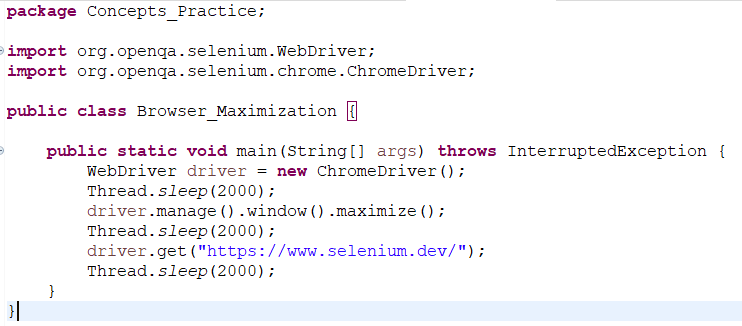 package Concepts_Practice;
import org.openqa.selenium.WebDriver;
import org.openqa.selenium.chrome.ChromeDriver;
public class Browser_Maximization {
public static void main(String[] args) throws InterruptedException {
WebDriver driver = new ChromeDriver();
Thread.sleep(2000);
driver.manage().window().maximize();
Thread.sleep(2000);
driver.get("https://www.selenium.dev/");
Thread.sleep(2000);
}
}